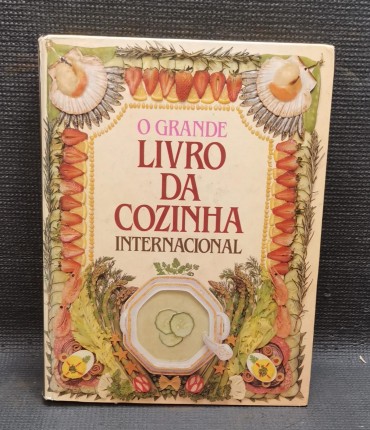 O GRANDE
LIVRO
DA
COZINHA
INTERNACIONAL